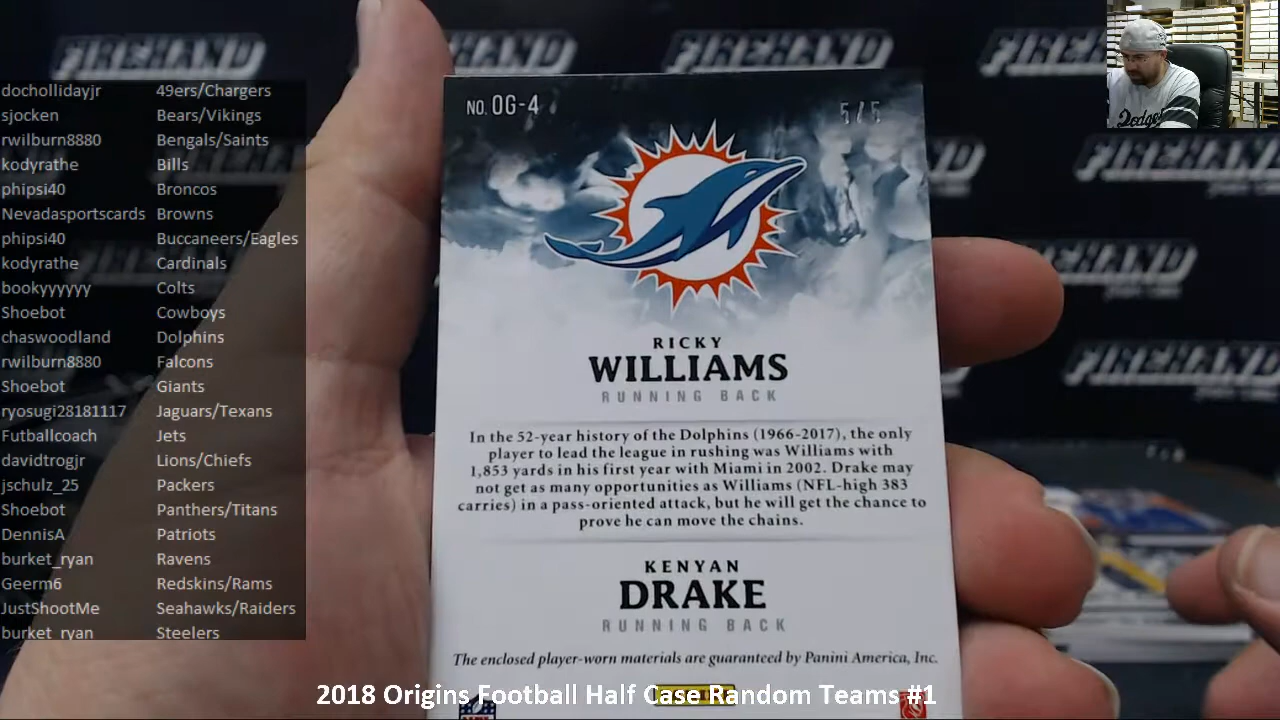 FIREHAND
FIREHAND
FIREHAND
FIREHAND
Dodgers
dochollidayjr 49ers/Chargers
sjocken Bears/Vikings
rwilburn8880 Bengals/Saints
kodyrathe Bills
phipsi40 Broncos
Nevadasportscards Browns
phipsi40 Buccaneers/Eagles
kodyrathe Cardinals
bookyyyyyy Colts
Shoebot Cowboys
chaswoodland Dolphins
rwilburn8880 Falcons
Shoebot Giants
ryosugi28181117 Jaguars/Texans
Futballcoach Jets
davidtrogjr Lions/Chiefs
jschulz_25 Packers
Shoebot Panthers/Titans
DennisA Patriots
burket_ryan Ravens
Geerm6 Redskins/Rams
JustShootMe Seahawks/Raiders
burket_ryan Steelers
NO. OG-4
5/5
RICKY
WILLIAMS
RUNNING BACK
In the 52-year history of the Dolphins (1966-2017), the only
player to lead the league in rushing was Williams with
1,853 yards in his first year with Miami in 2002. Drake may
not get as many opportunities as Williams (NFL-high 383
carries) in a pass-oriented attack, but he will get the chance to
prove he can move the chains.
KENYAN
DRAKE
RUNNING BACK
The enclosed player-worn materials are guaranteed by Panini America, Inc.
NFL
2018 Origins Football Half Case Random Teams #1